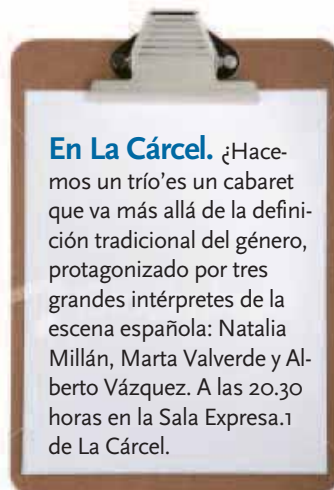 En La Cárcel. ¿Hace-
mos un trío’es un cabaret
que va más allá de la defini-
ción tradicional del género,
protagonizado por tres
grandes intérpretes de la
escena española: Natalia
Millán, Marta Valverde y Al-
berto Vázquez. A las 20.30
horas en la Sala Expresa.1
de La Cárcel.